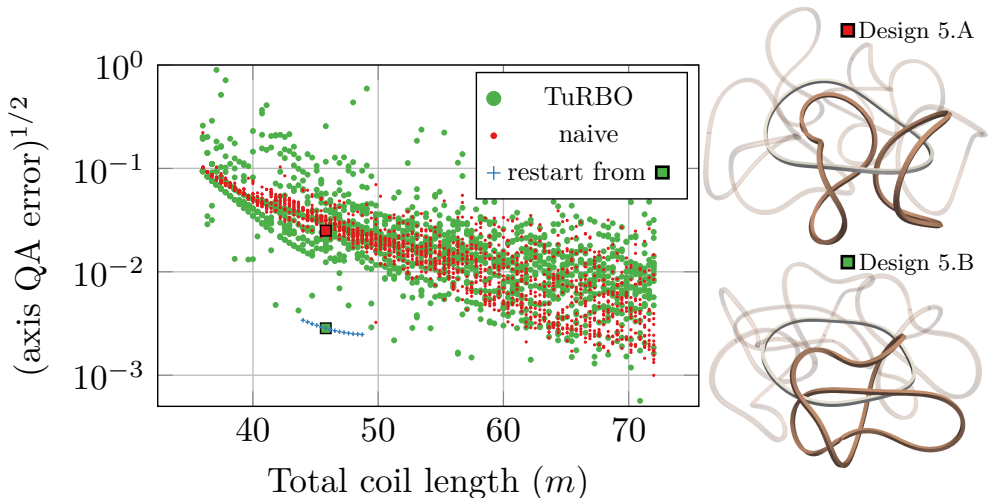 (axis QA error)^{1/2}
10^0
10^{-1}
10^{-2}
10^{-3}
40 50 60 70
Total coil length (m)
TuRBO
naive
restart from
Design 5.A
Design 5.B